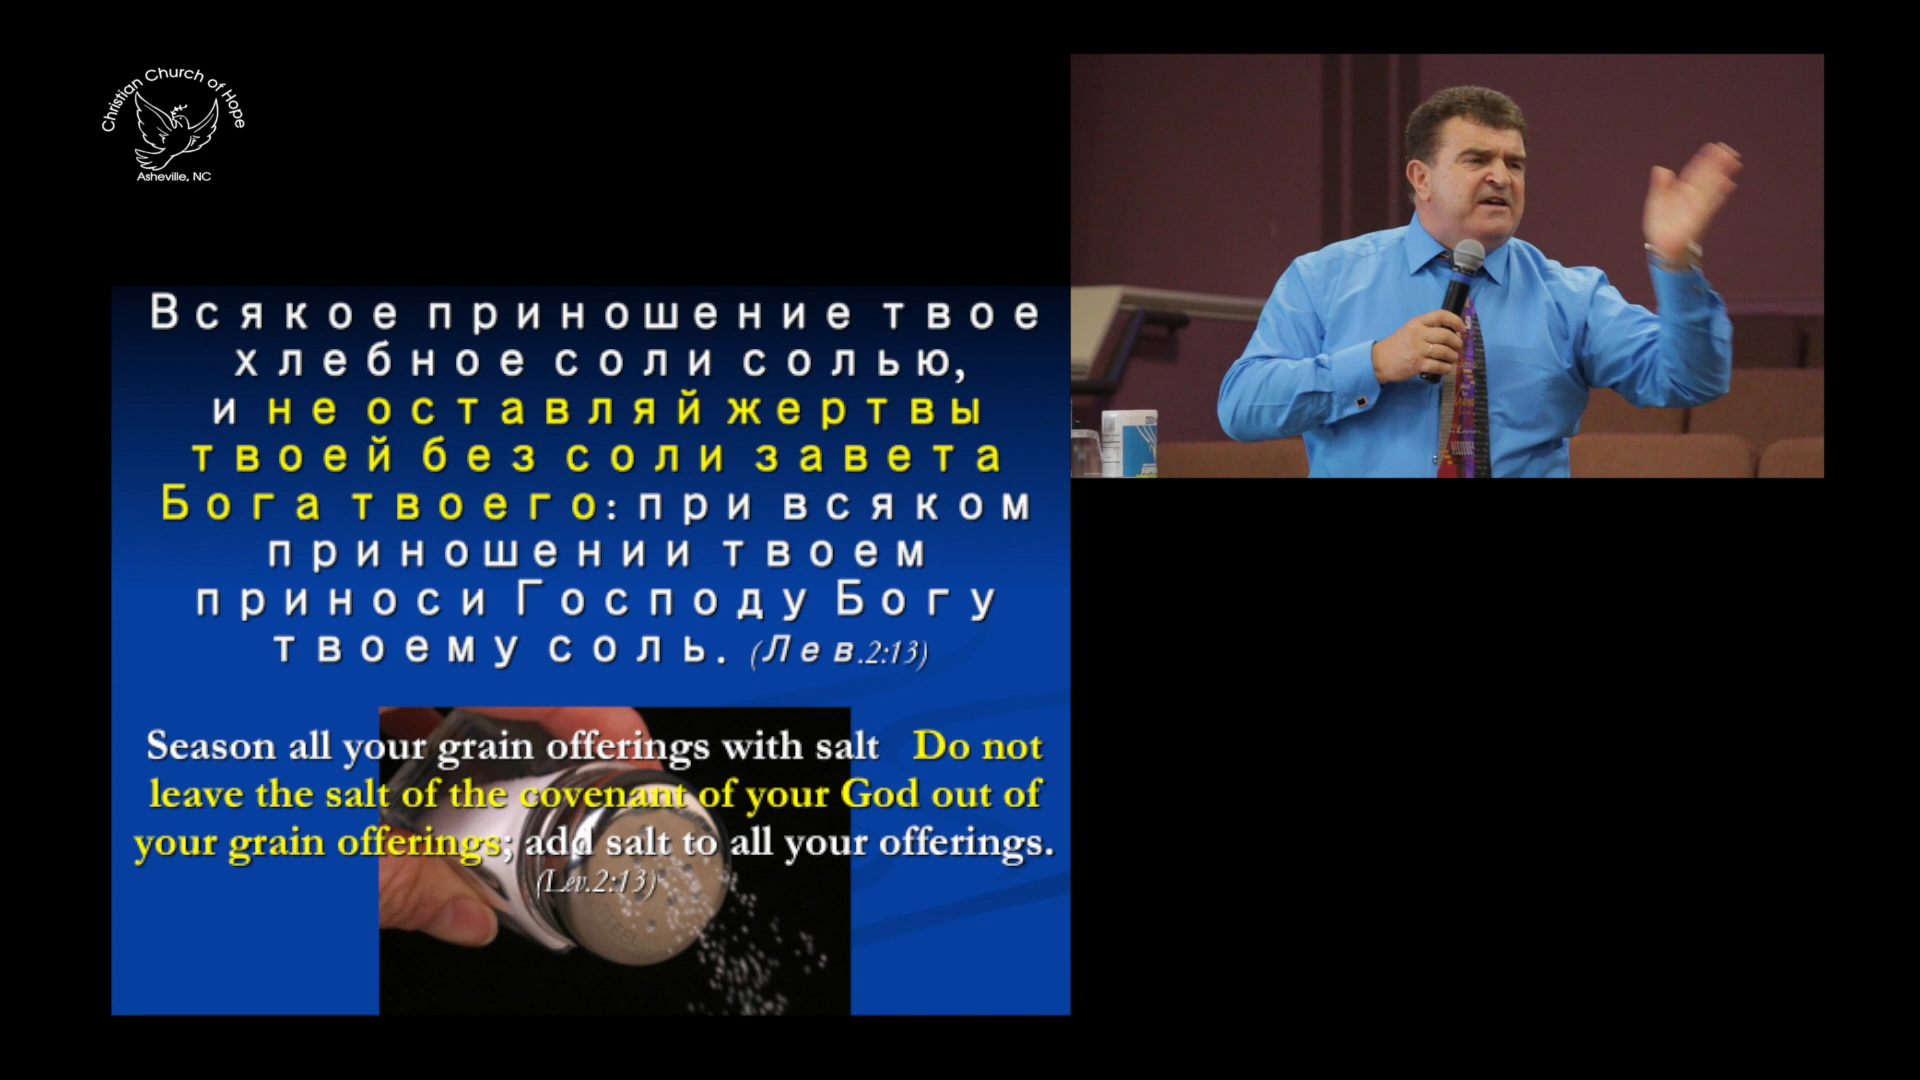 Christian Church of Hope
Asheville, NC
Всякое приношение твое
хлебное соли солью,
и не оставляй жертвы
твоей без соли завета
Бога твоего: при всяком
приношении твоем
приноси Господу Богу
твоему соль. (Лев.2:13)
Season all your grain offerings with salt Do not
leave the salt of the covenant of your God out of
your grain offerings; add salt to all your offerings.
(Lev.2:13)
STEEL